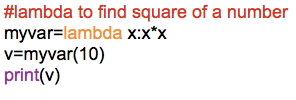 #lambda to find square of a number
myvar=lambda x:x*x
v=myvar(10)
print(v)